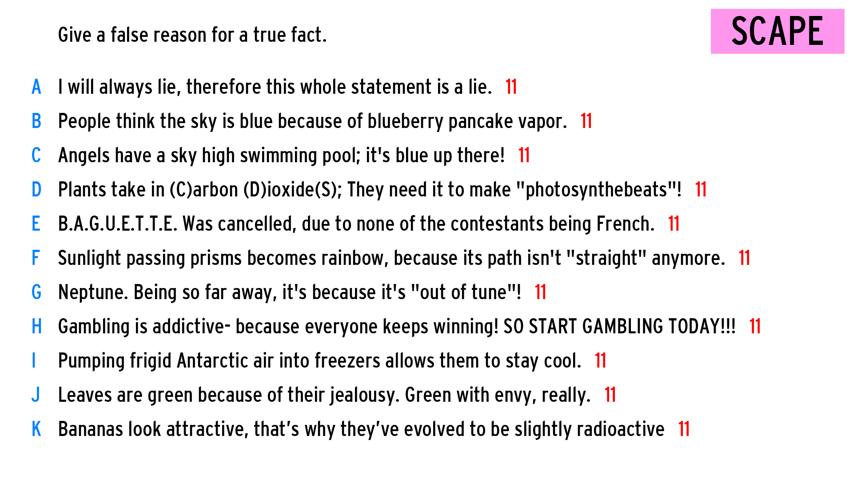 Give a false reason for a true fact.
SCAPE
A I will always lie, therefore this whole statement is a lie. 11
B People think the sky is blue because of blueberry pancake vapor. 11
C Angels have a sky high swimming pool; it's blue up there! 11
D Plants take in (C)arbon (D)ioxide(S); They need it to make "photosynthebeats"! 11
E B.A.G.U.E.T.T.E. Was cancelled, due to none of the contestants being French. 11
F Sunlight passing prisms becomes rainbow, because its path isn't "straight" anymore. 11
G Neptune. Being so far away, it's because it's "out of tune"! 11
H Gambling is addictive- because everyone keeps winning! SO START GAMBLING TODAY!!! 11
I Pumping frigid Antarctic air into freezers allows them to stay cool. 11
J Leaves are green because of their jealousy. Green with envy, really. 11
K Bananas look attractive, that’s why they’ve evolved to be slightly radioactive 11